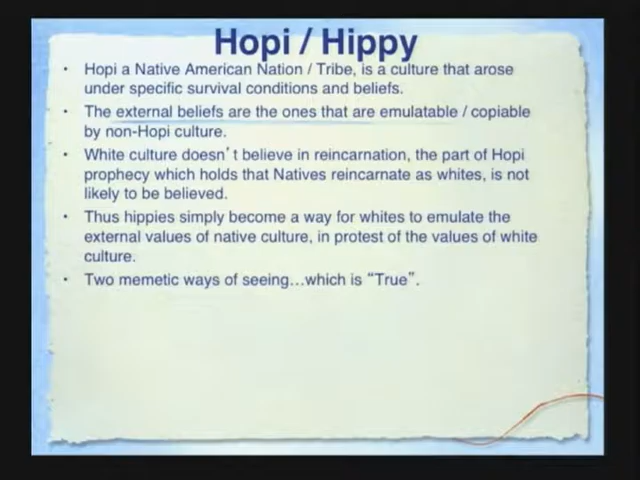 Hopi / Hippy
• Hopi a Native American Nation / Tribe, is a culture that arose
under specific survival conditions and beliefs.
• The external beliefs are the ones that are emulatable / copiable
by non-Hopi culture.
• White culture doesn't believe in reincarnation, the part of Hopi
prophecy which holds that Natives reincarnate as whites, is not
likely to be believed.
• Thus hippies simply become a way for whites to emulate the
external values of native culture, in protest of the values of white
culture.
• Two memetic ways of seeing...which is “True”.